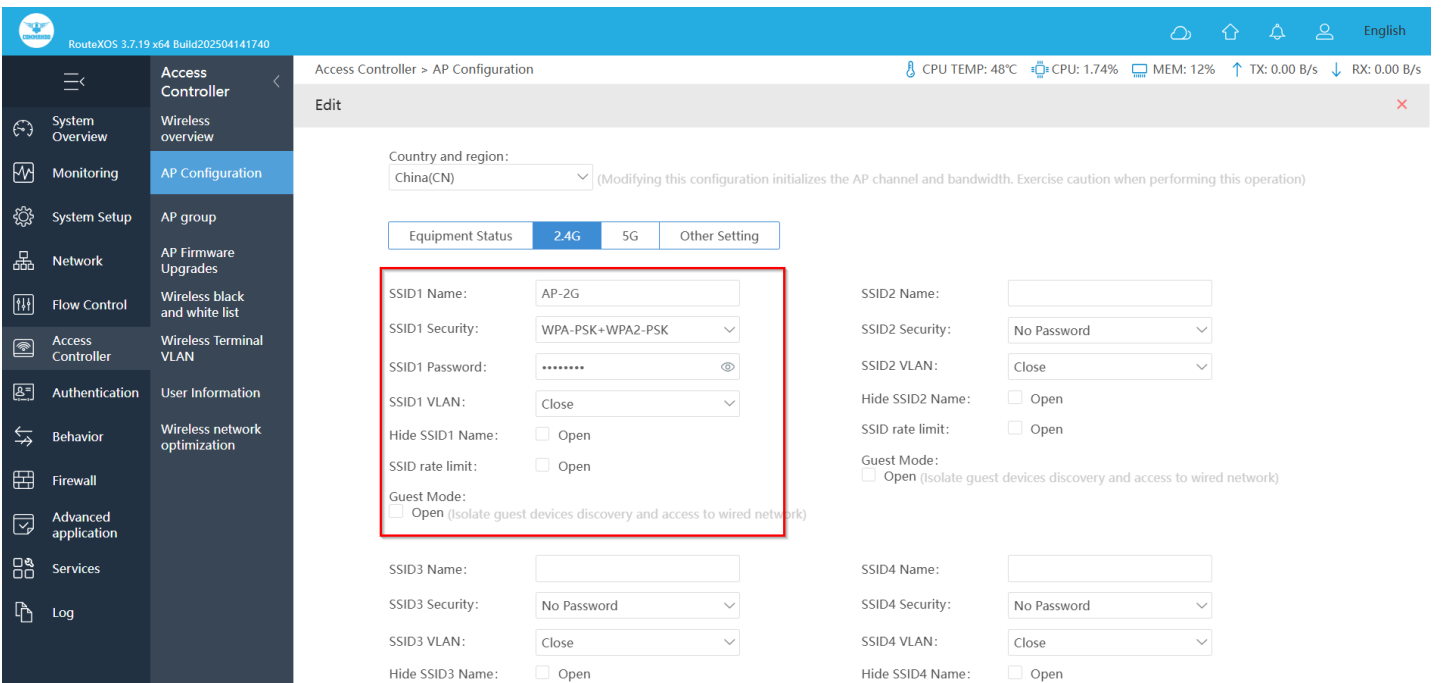 COMMANDO
RouteXOS 3.7.19 x64 Build202504141740
English
Access Controller
Access Controller > AP Configuration
CPU TEMP: 48℃ CPU: 1.74% MEM: 12% TX: 0.00 B/s RX: 0.00 B/s
Edit
System Overview
Monitoring
System Setup
Network
Flow Control
Access Controller
Authentication
Behavior
Firewall
Advanced application
Services
Log
Wireless overview
AP Configuration
AP group
AP Firmware Upgrades
Wireless black and white list
Wireless Terminal VLAN
User Information
Wireless network optimization
Country and region:
China(CN) (Modifying this configuration initializes the AP channel and bandwidth. Exercise caution when performing this operation)
Equipment Status 2.4G 5G Other Setting
SSID1 Name: AP-2G
SSID1 Security: WPA-PSK+WPA2-PSK
SSID1 Password: ••••••••
SSID1 VLAN: Close
Hide SSID1 Name: Open
SSID rate limit: Open
Guest Mode:
Open (Isolate guest devices discovery and access to wired network)
SSID2 Name:
SSID2 Security: No Password
SSID2 VLAN: Close
Hide SSID2 Name: Open
SSID rate limit: Open
Guest Mode:
Open (Isolate guest devices discovery and access to wired network)
SSID3 Name:
SSID3 Security: No Password
SSID3 VLAN: Close
Hide SSID3 Name: Open
SSID4 Name:
SSID4 Security: No Password
SSID4 VLAN: Close
Hide SSID4 Name: Open